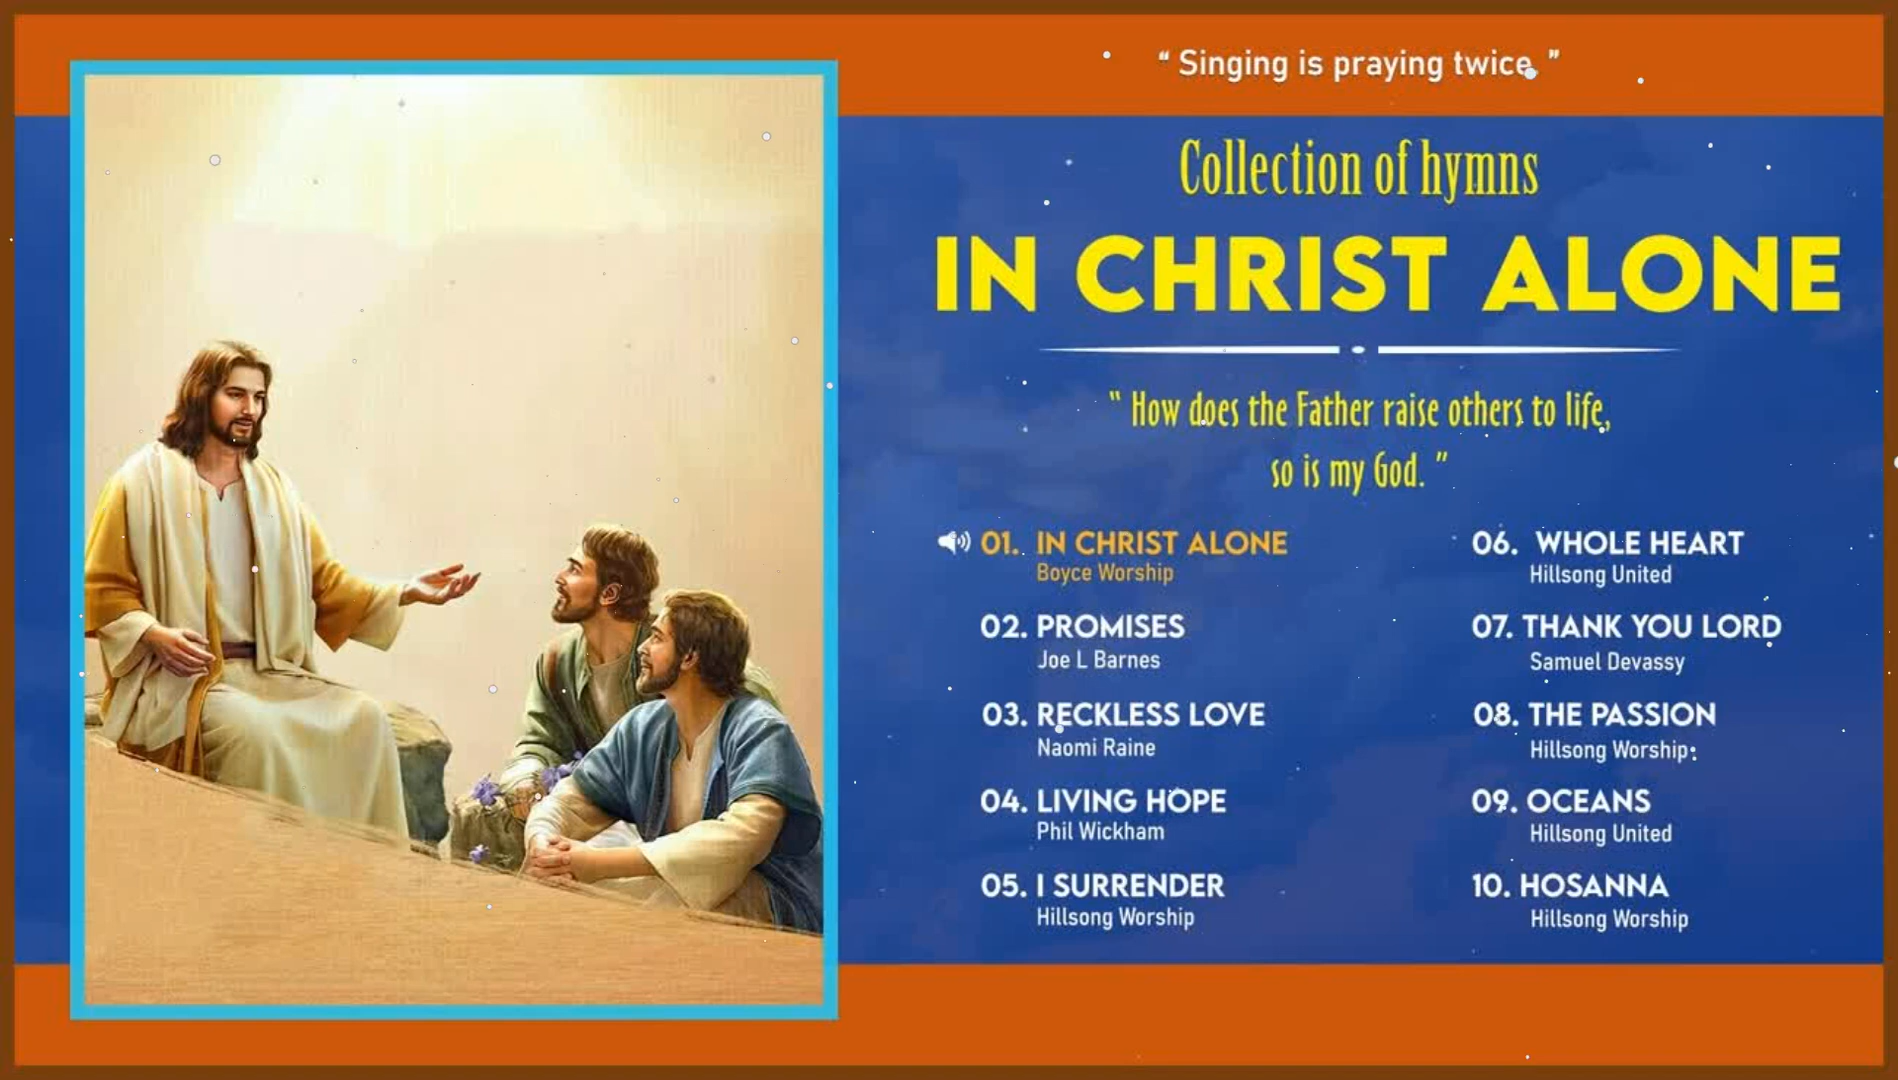 “ Singing is praying twice. ”
Collection of hymns
IN CHRIST ALONE
“ How does the Father raise others to life,
so is my God. ”
01. IN CHRIST ALONE
Boyce Worship
02. PROMISES
Joe L Barnes
03. RECKLESS LOVE
Naomi Raine
04. LIVING HOPE
Phil Wickham
05. I SURRENDER
Hillsong Worship
06. WHOLE HEART
Hillsong United
07. THANK YOU LORD
Samuel Devassy
08. THE PASSION
Hillsong Worship
09. OCEANS
Hillsong United
10. HOSANNA
Hillsong Worship